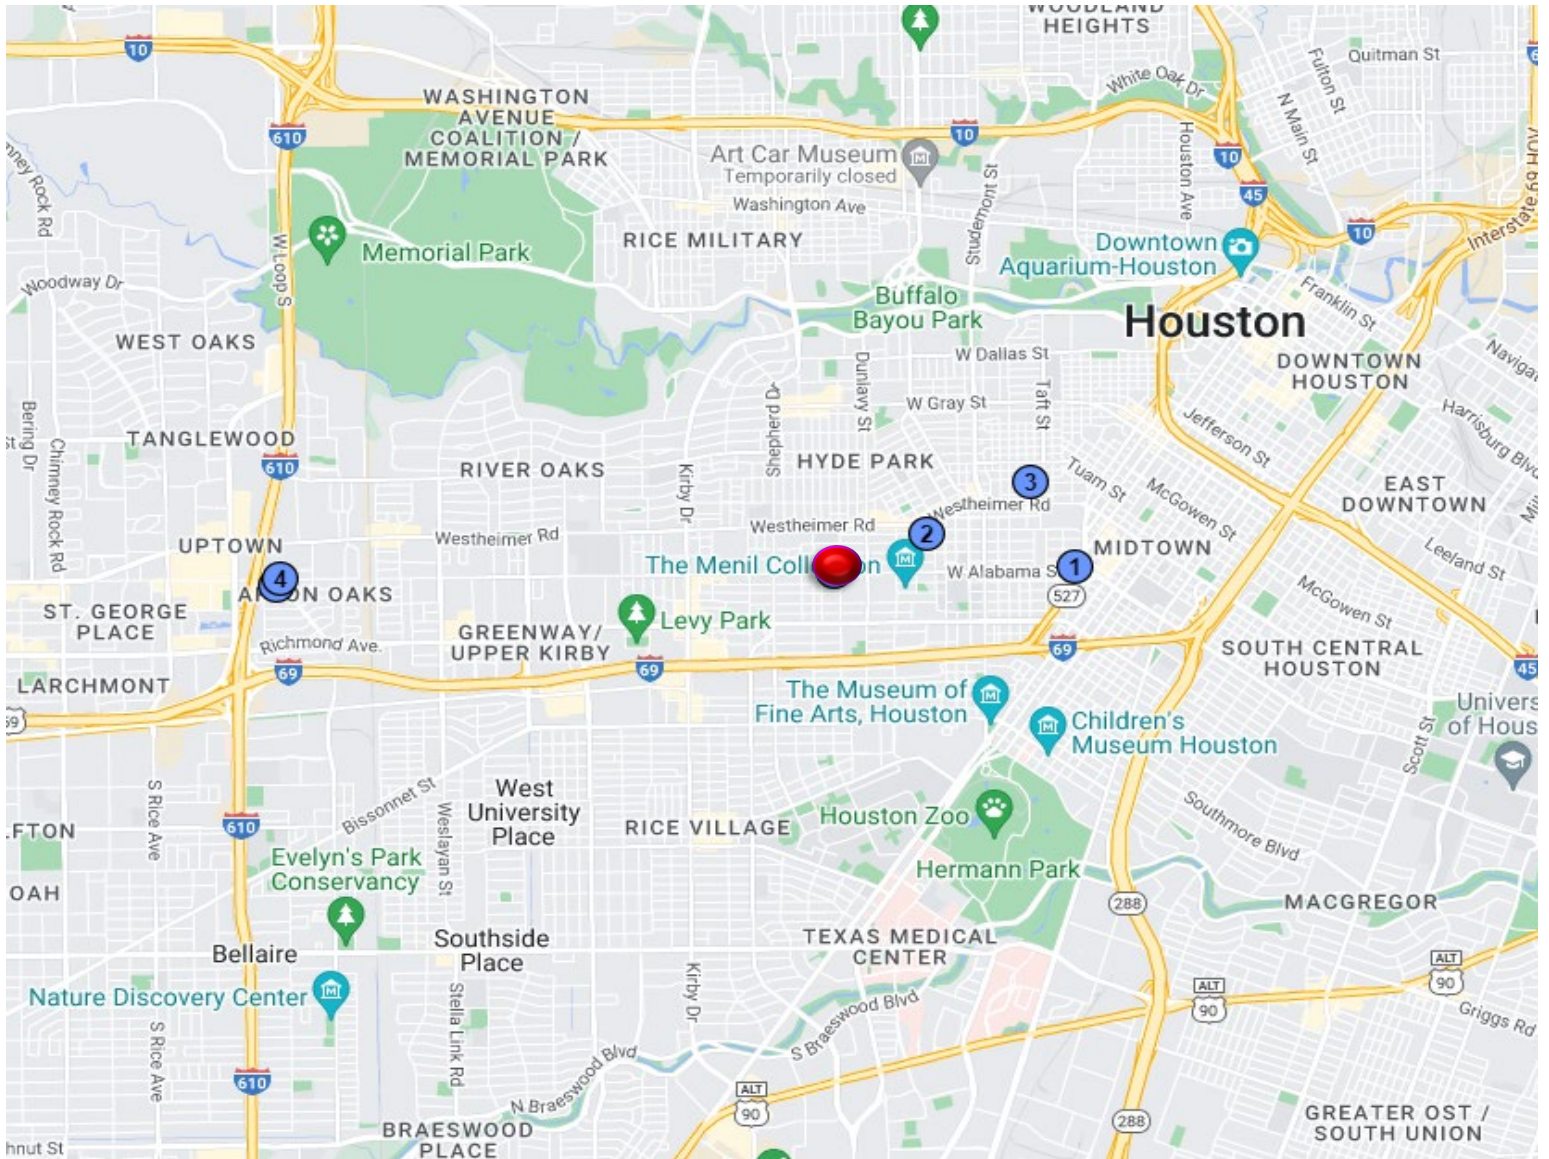 WOODLAND
HEIGHTS
10
Quitman St
Fulton St
White Oak Dr
N Main St
WASHINGTON
AVENUE
COALITION /
MEMORIAL PARK
610
10
Art Car Museum
Temporarily closed
Houston Ave
10
45
Washington Ave
Studemont St
RICE MILITARY
10
Interstate
Memorial Park
W Loop S
Downtown
Aquarium-Houston
Woodway Dr
Buffalo
Bayou Park
Franklin St
Houston
WEST OAKS
W Dallas St
DOWNTOWN
HOUSTON
Dunlavy St
Shepherd Dr
W Gray St
Taft St
Jefferson St
Bering Dr
Chimney Rock Rd
TANGLEWOOD
610
RIVER OAKS
Kirby Dr
HYDE PARK
Tuam St
McGowen St
EAST
DOWNTOWN
3
Westheimer Rd
Westheimer Rd
Westheimer Rd
UPTOWN
2
MIDTOWN
Leeland St
The Menil
W Alabama
1
527
4
OAKS
McGowen St
ST. GEORGE
PLACE
Levy Park
Richmond Ave.
GREENWAY/
UPPER KIRBY
69
69
69
SOUTH CENTRAL
HOUSTON
45
LARCHMONT
The Museum of
Fine Arts, Houston
Children's
Museum Houston
Univers
of Hous
Scott St
S Rice Ave
Bissonnet St
West
University
Place
Weslayan St
610
RICE VILLAGE
Houston Zoo
Southmore Blvd
Evelyn's Park
Conservancy
Hermann Park
OAH
288
MACGREGOR
Bellaire
Southside
Place
TEXAS MEDICAL
CENTER
ALT
90
ALT
90
Nature Discovery Center
Kirby Dr
Stella Link Rd
S Rice Ave
S Braeswood Blvd
Griggs Rd
N Braeswood Blvd
610
ALT
90
288
BRAESWOOD
PLACE
GREATER OST /
SOUTH UNION
hnut St